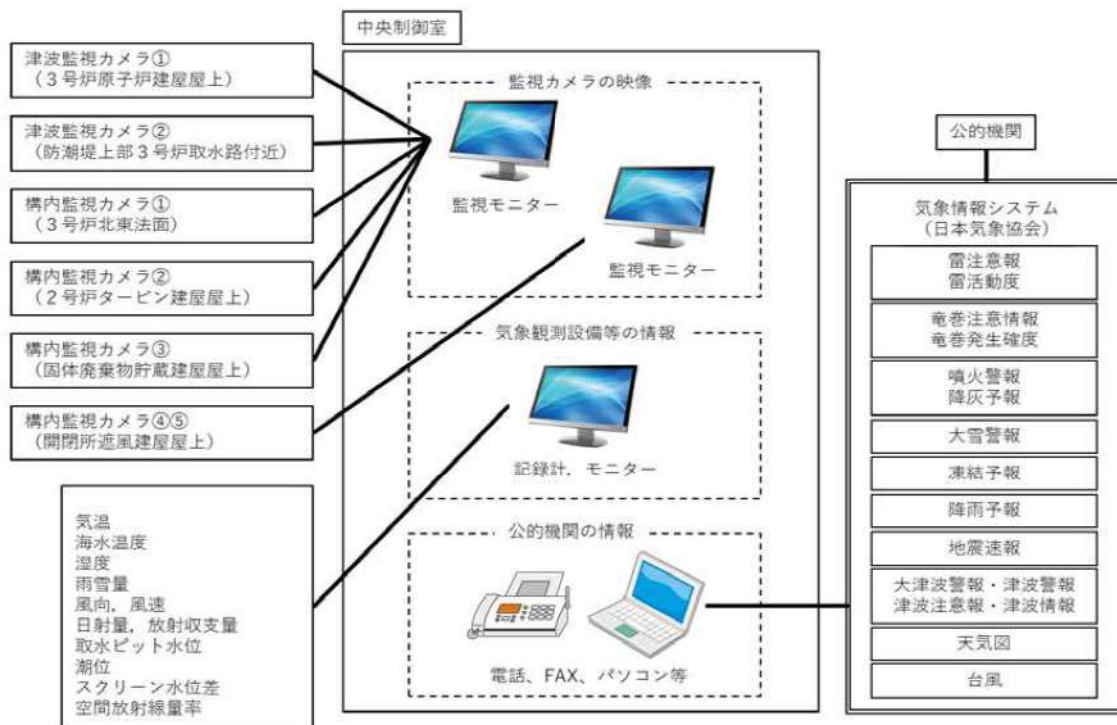 中央制御室
津波監視カメラ①
（３号炉原子炉建屋屋上）
津波監視カメラ②
（防潮堤上部３号炉取水路付近）
構内監視カメラ①
（３号炉北東法面）
構内監視カメラ②
（２号炉タービン建屋屋上）
構内監視カメラ③
（固体廃棄物貯蔵建屋屋上）
構内監視カメラ④⑤
（開閉所遮風建屋屋上）
気温
海水温度
湿度
雨雪量
風向，風速
日射量，放射収支量
取水ピット水位
潮位
スクリーン水位差
空間放射線量率
監視カメラの映像
監視モニター
監視モニター
気象観測設備等の情報
記録計，モニター
公的機関の情報
電話、FAX、パソコン等
公的機関
気象情報システム
（日本気象協会）
雷注意報
雷活動度
竜巻注意情報
竜巻発生確度
噴火警報
降灰予報
大雪警報
凍結予報
降雨予報
地震速報
大津波警報・津波警報
津波注意報・津波情報
天気図
台風